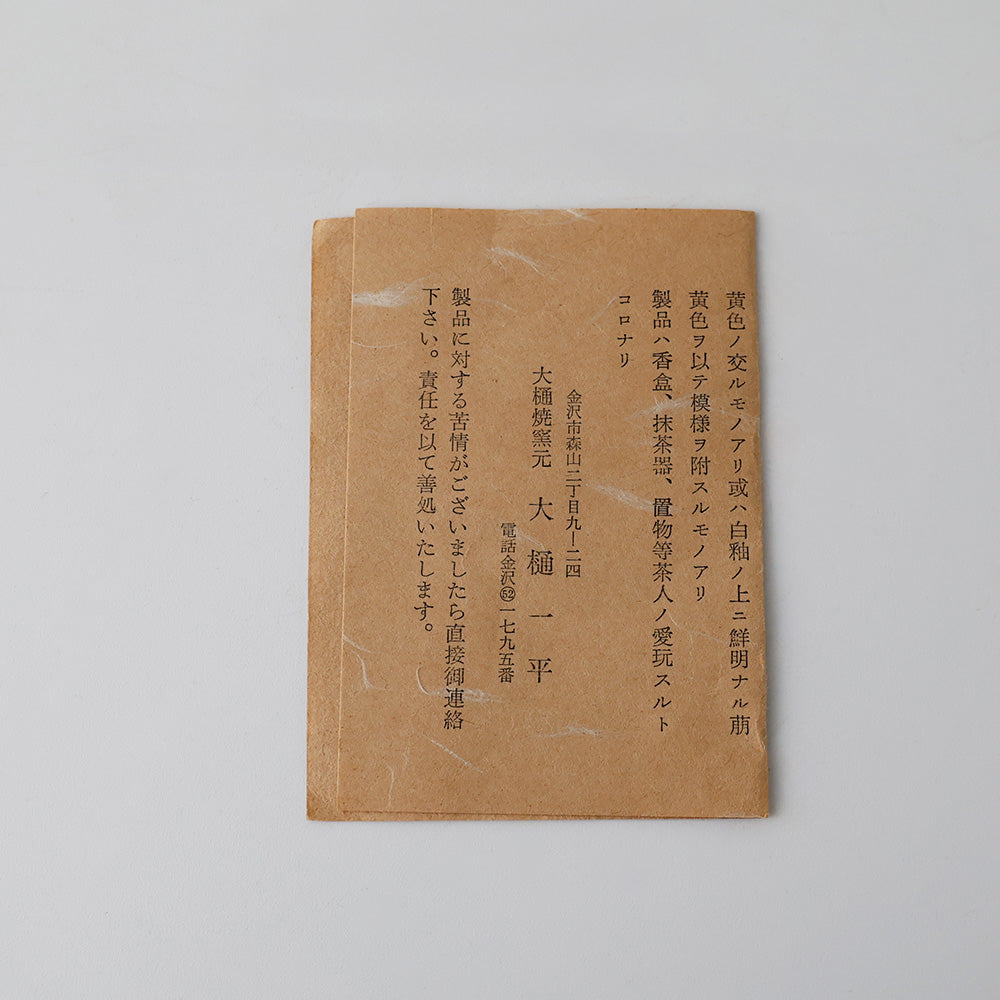 黄色ノ交ルモノアリ或ハ白釉ノ上ニ鮮明ナル萠
黄色ヲ以テ模様ヲ附スルモノアリ
製品ハ香盒、抹茶器、置物等茶人ノ愛玩スルト
コロナリ
金沢市森山二丁目九ー二四
大樋焼窯元 大樋一平
電話金沢52一七九五番
製品に対する苦情がございましたら直接御連絡
下さい。責任を以て善処いたします。